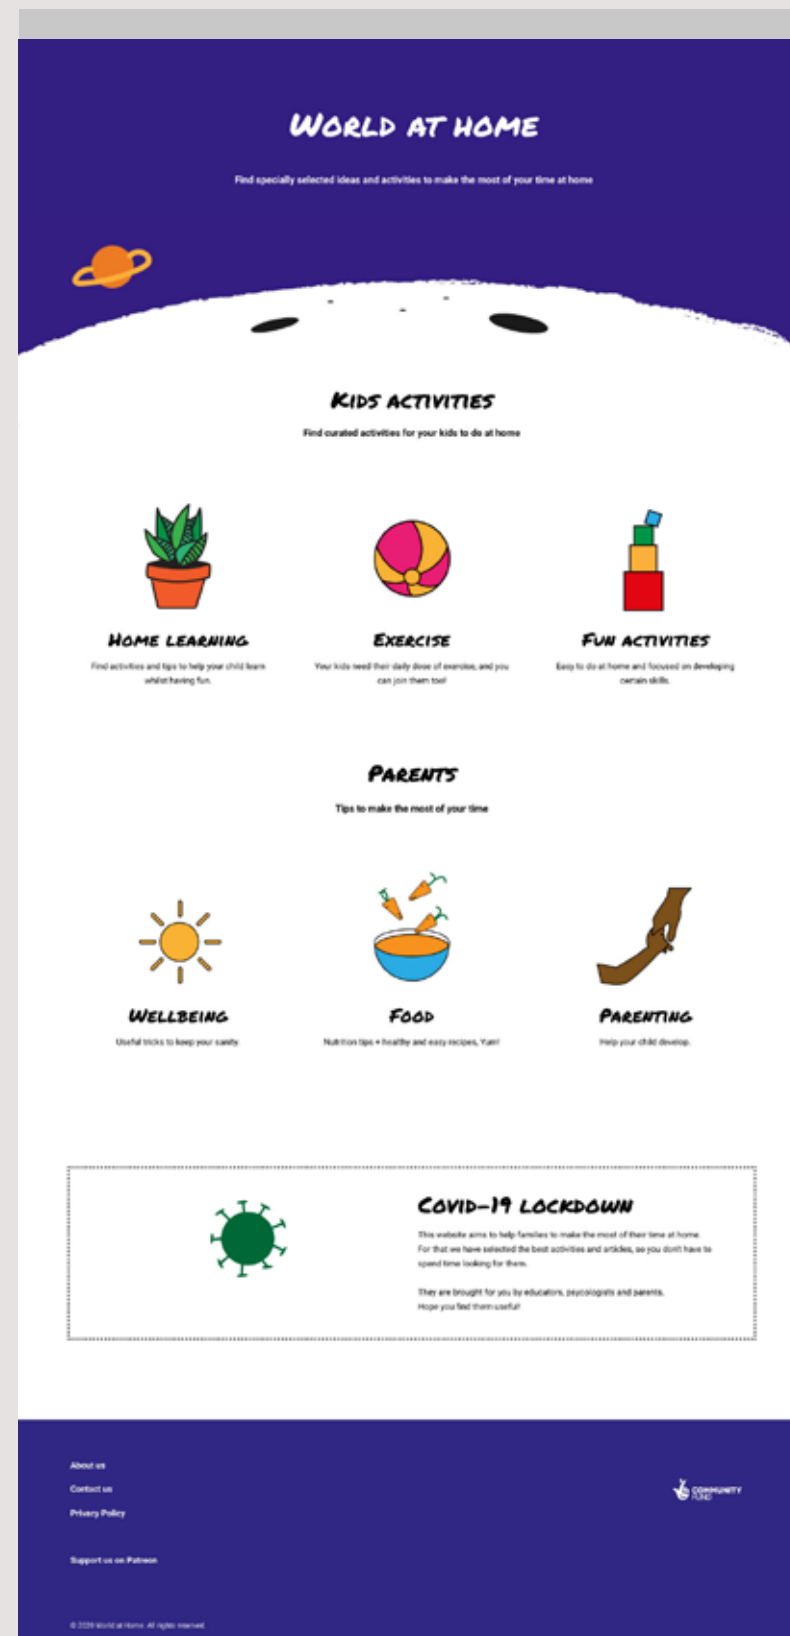 World at home
Find specially selected ideas and activities to make the most of your time at home
Kids activities
Find curated activities for your kids to do at home
Home learning
Find activities and tips to help your child learn
whilst having fun.
Exercise
Your kids need their daily dose of exercise, and you
can join them too!
Fun activities
Easy to do at home and focused on developing
certain skills.
Parents
Tips to make the most of your time
Wellbeing
Useful tricks to keep your sanity.
Food
Nutrition tips + healthy and easy recipes, Yum!
Parenting
Help your child develop.
Covid-19 lockdown
This website aims to help families to make the most of their time at home.
For that we have selected the best activities and articles, so you don't have to
spend time looking for them.
They are brought for you by educators, psycologists and parents.
Hope you find them useful!
About us
Contact us
Privacy Policy
Support us on Patreon
COMMUNITY
FUND
© 2020 World at Home. All rights reserved.